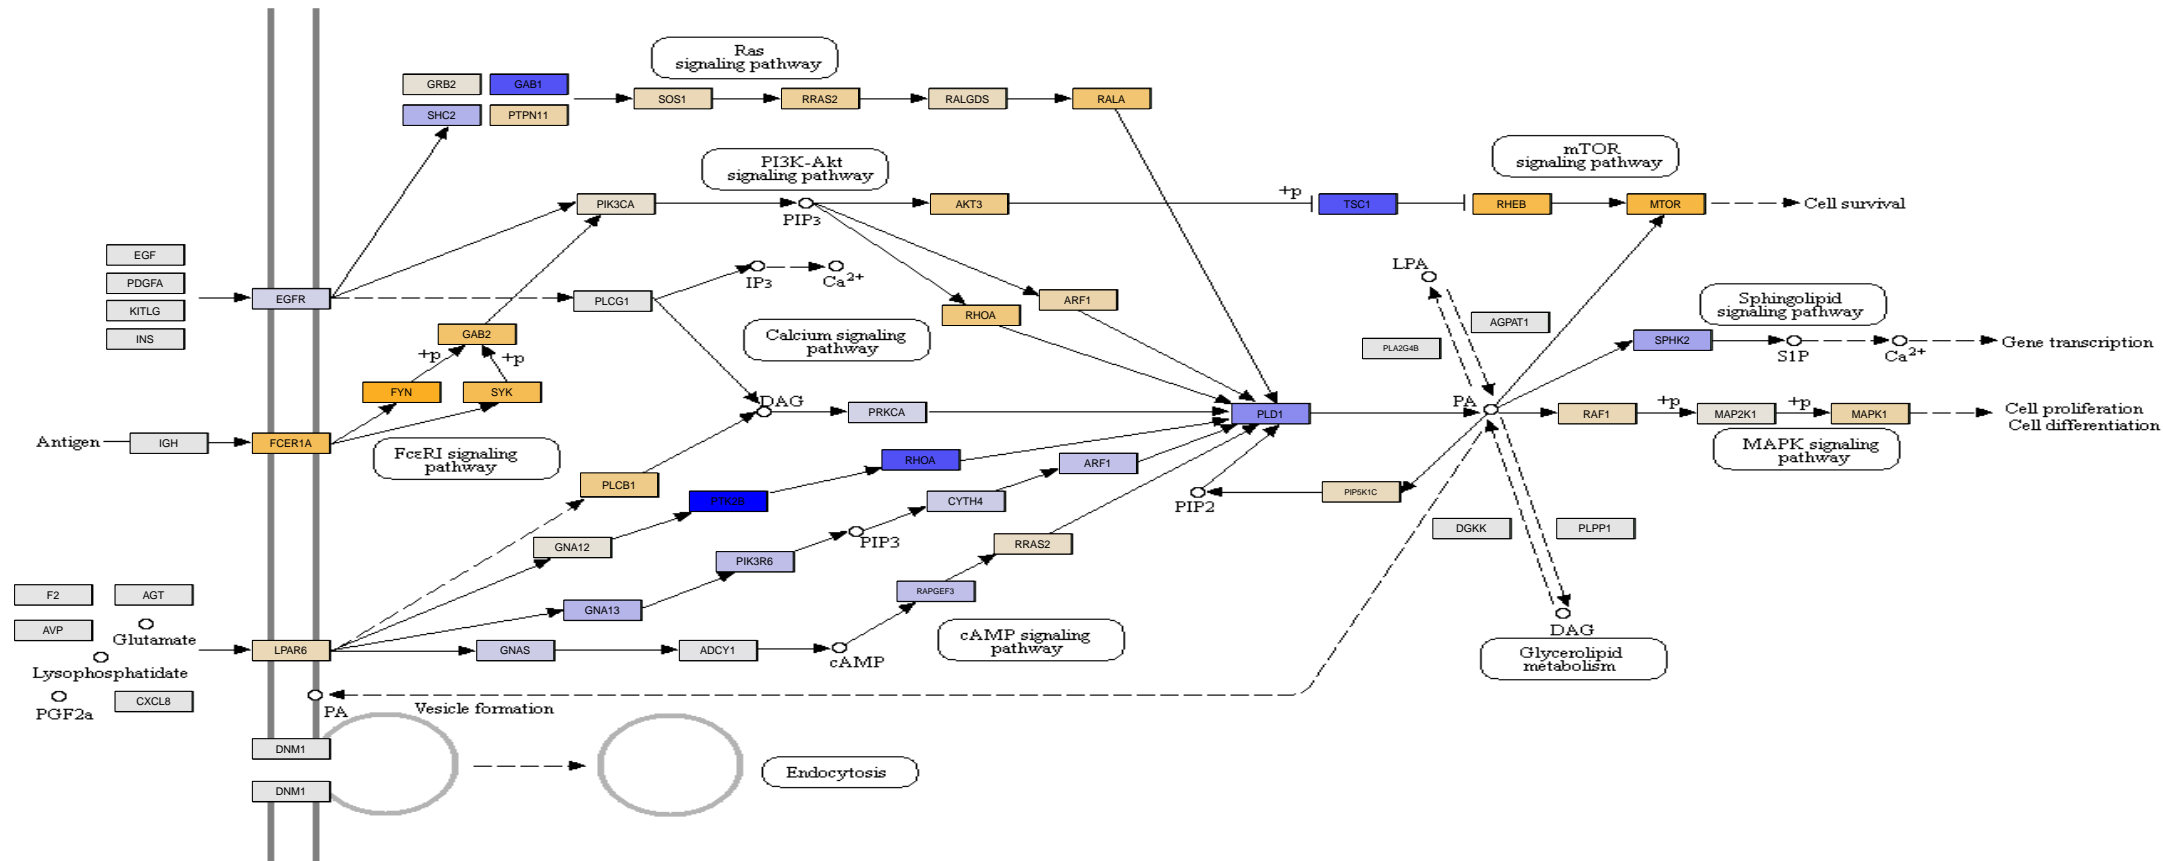 Ras
signaling pathway
GRB2
GAB1
SHC2
PTPN11
SOS1
RRAS2
RALGDS
RALA
PI3K-Akt
signaling pathway
mTOR
signaling pathway
PIK3CA
PIP3
AKT3
+p
TSC1
RHEB
MTOR
Cell survival
EGF
PDGFA
KITLG
INS
EGFR
PLCG1
IP3
Ca2+
ARF1
RHOA
LPA
AGPAT1
PLA2G4B
Sphingolipid
signaling pathway
SPHK2
S1P
Ca2+
Gene transcription
GAB2
+p
+p
Calcium signaling
pathway
FYN
SYK
DAG
PRKCA
PLD1
PA
RAF1
+p
MAP2K1
+p
MAPK1
Cell proliferation
Cell differentiation
Antigen
IGH
FCER1A
FcεRI signaling
pathway
MAPK signaling
pathway
PLCB1
PTK2B
RHOA
ARF1
CYTH4
PIP2
PIP5K1C
DGKK
PLPP1
GNA12
PIK3R6
PIP3
RRAS2
RAPGEF3
GNA13
F2
AGT
AVP
Glutamate
Lysophosphatidate
PGF2a
CXCL8
LPAR6
GNAS
ADCY1
cAMP
cAMP signaling
pathway
DAG
Glycerolipid
metabolism
PA
Vesicle formation
DNM1
DNM1
Endocytosis